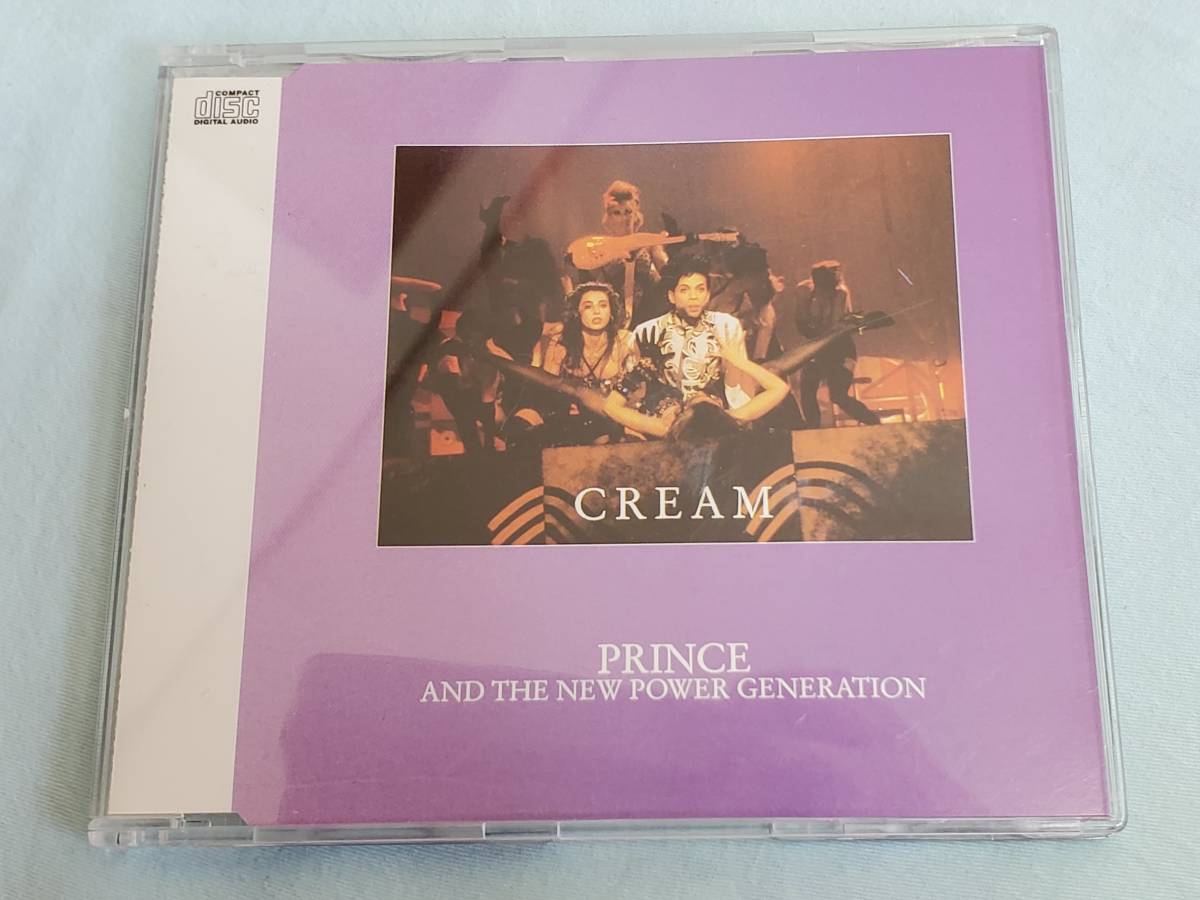 COMPACT
disc
DIGITAL AUDIO
CREAM
PRINCE
AND THE NEW POWER GENERATION